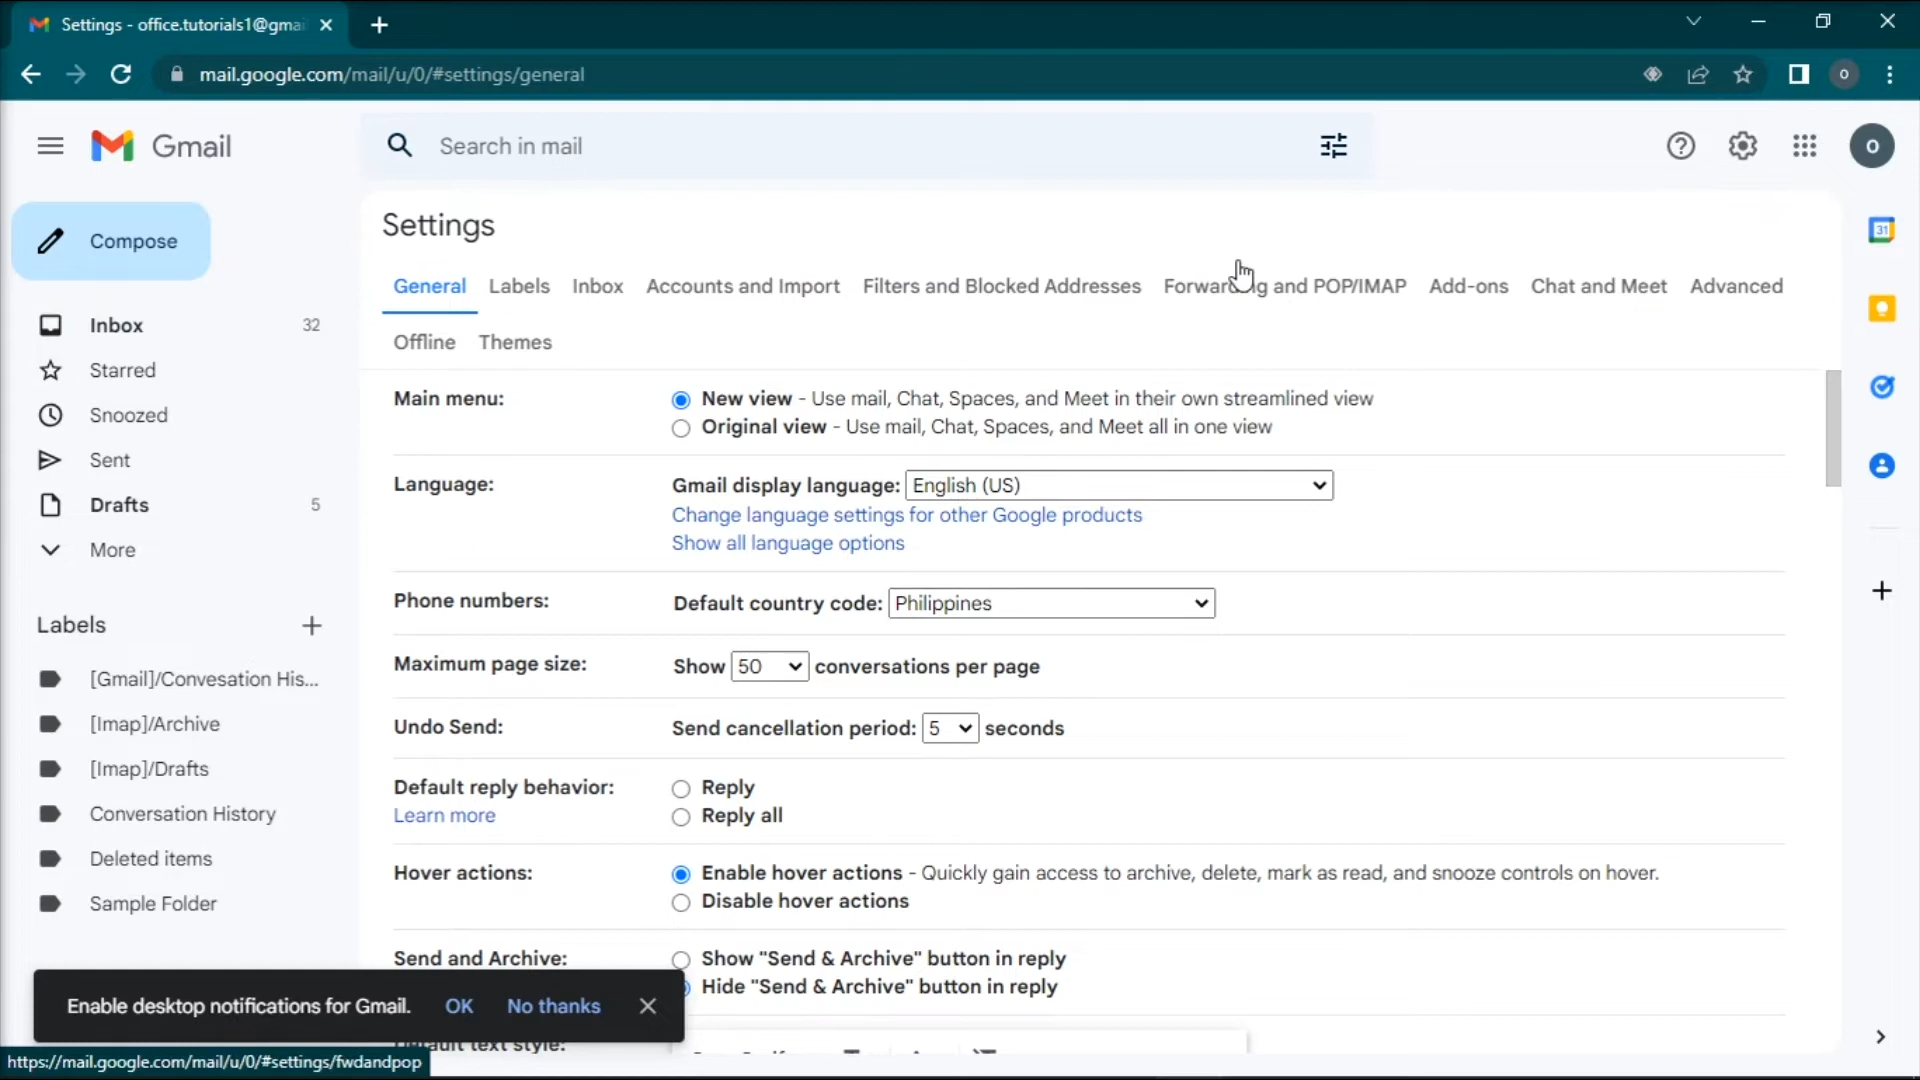 Settings - office.tutorials1@gmai
mail.google.com/mail/u/0/#settings/general
O
Gmail
Search in mail
O
Compose
Settings
General Labels Inbox Accounts and Import Filters and Blocked Addresses Forwarding and POP/IMAP Add-ons Chat and Meet Advanced
Offline Themes
31
Inbox 32
Starred
Snoozed
Sent
Drafts 5
More
Labels
[Gmail]/Convesation His...
[Imap]/Archive
[Imap]/Drafts
Conversation History
Deleted items
Sample Folder
Main menu:
New view - Use mail, Chat, Spaces, and Meet in their own streamlined view
Original view - Use mail, Chat, Spaces, and Meet all in one view
Language:
Gmail display language: English (US)
Change language settings for other Google products
Show all language options
Phone numbers:
Default country code: Philippines
Maximum page size:
Show 50 conversations per page
Undo Send:
Send cancellation period: 5 seconds
Default reply behavior:
Learn more
Reply
Reply all
Hover actions:
Enable hover actions - Quickly gain access to archive, delete, mark as read, and snooze controls on hover.
Disable hover actions
Send and Archive:
Show "Send & Archive" button in reply
Hide "Send & Archive" button in reply
Default text style:
Enable desktop notifications for Gmail. OK No thanks
https://mail.google.com/mail/u/0/#settings/fwdandpop